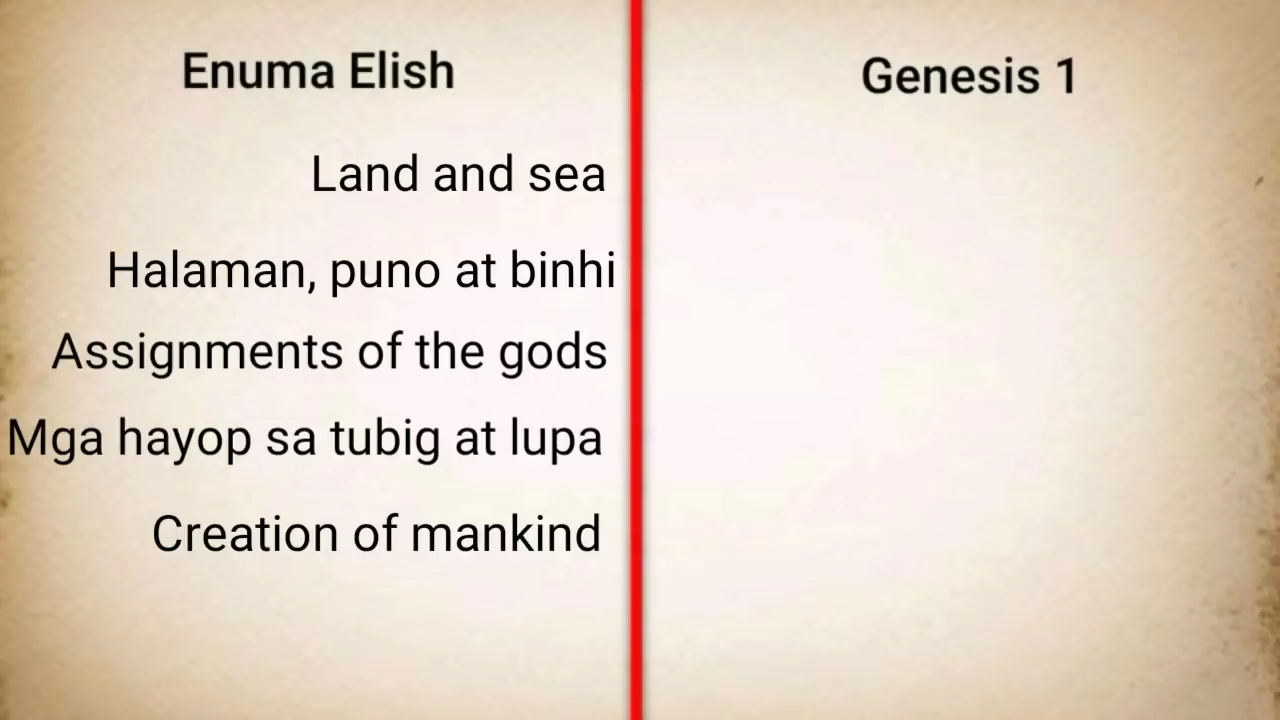 Enuma Elish
Genesis 1
Land and sea
Halaman, puno at binhi
Assignments of the gods
Mga hayop sa tubig at lupa
Creation of mankind